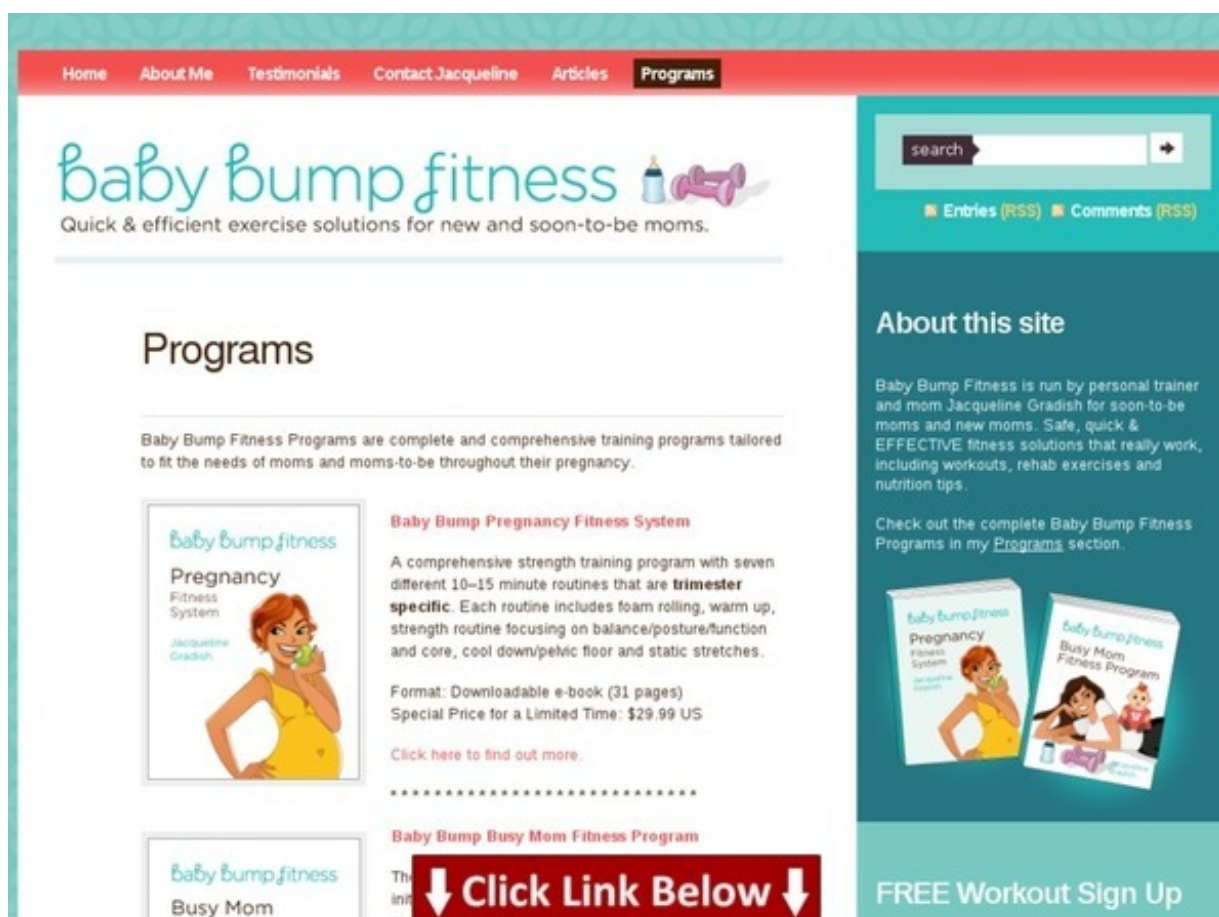 Home About Me Testimonials Contact Jacqueline Articles Programs
baby bump fitness
Quick & efficient exercise solutions for new and soon-to-be moms.
Programs
Baby Bump Fitness Programs are complete and comprehensive training programs tailored
to fit the needs of moms and moms-to-be throughout their pregnancy.
baby bump fitness
Pregnancy
Fitness
System
Jacqueline
Gradish
Baby Bump Pregnancy Fitness System
A comprehensive strength training program with seven
different 10–15 minute routines that are trimester
specific. Each routine includes foam rolling, warm up,
strength routine focusing on balance/posture/function
and core, cool down/pelvic floor and static stretches.
Format: Downloadable e-book (31 pages)
Special Price for a Limited Time: $29.99 US
Click here to find out more.
* * * * * * * * * * * * * * * * * * * * * * * * * * * *
baby bump fitness
Busy Mom
Baby Bump Busy Mom Fitness Program
Click Link Below
search
Entries (RSS) Comments (RSS)
About this site
Baby Bump Fitness is run by personal trainer
and mom Jacqueline Gradish for soon-to-be
moms and new moms. Safe, quick &
EFFECTIVE fitness solutions that really work,
including workouts, rehab exercises and
nutrition tips.
Check out the complete Baby Bump Fitness
Programs in my Programs section.
baby bump fitness
Pregnancy
Fitness
System
Jacqueline
Gradish
baby bump fitness
Busy Mom
Fitness Program
Jacqueline
Gradish
FREE Workout Sign Up